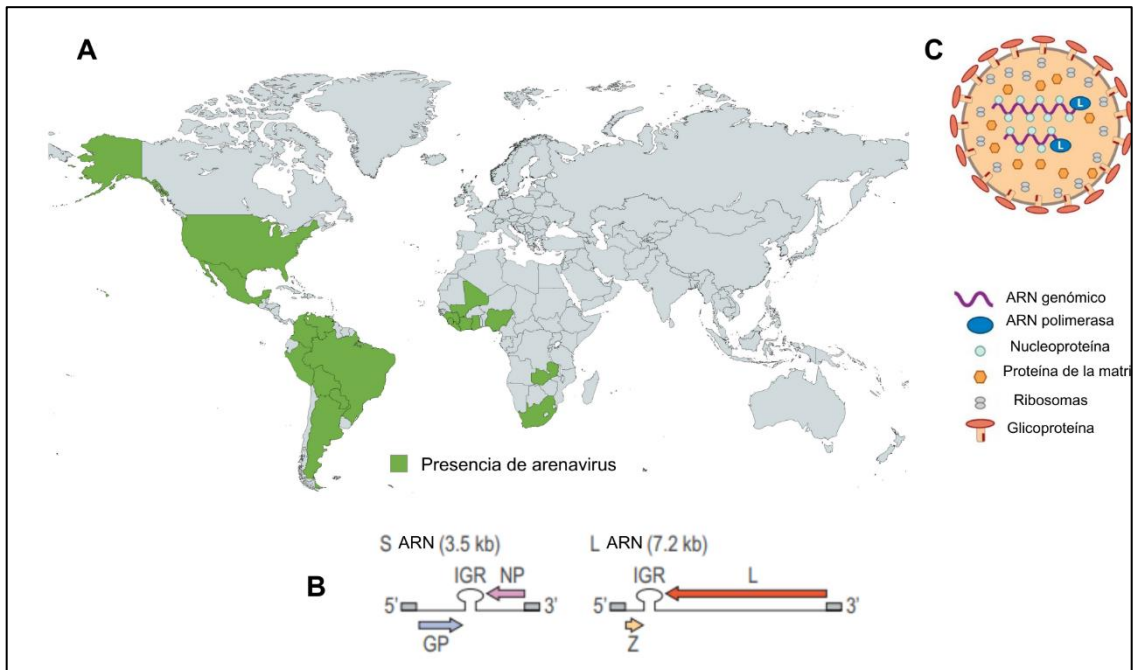 A
Presencia de arenavirus
C
L
L
ARN genómico
ARN polimerasa
Nucleoproteína
Proteína de la matri
Ribosomas
Glicoproteína
B
S ARN (3.5 kb)
IGR NP
5' 3'
GP
L ARN (7.2 kb)
IGR L
5' 3'
Z